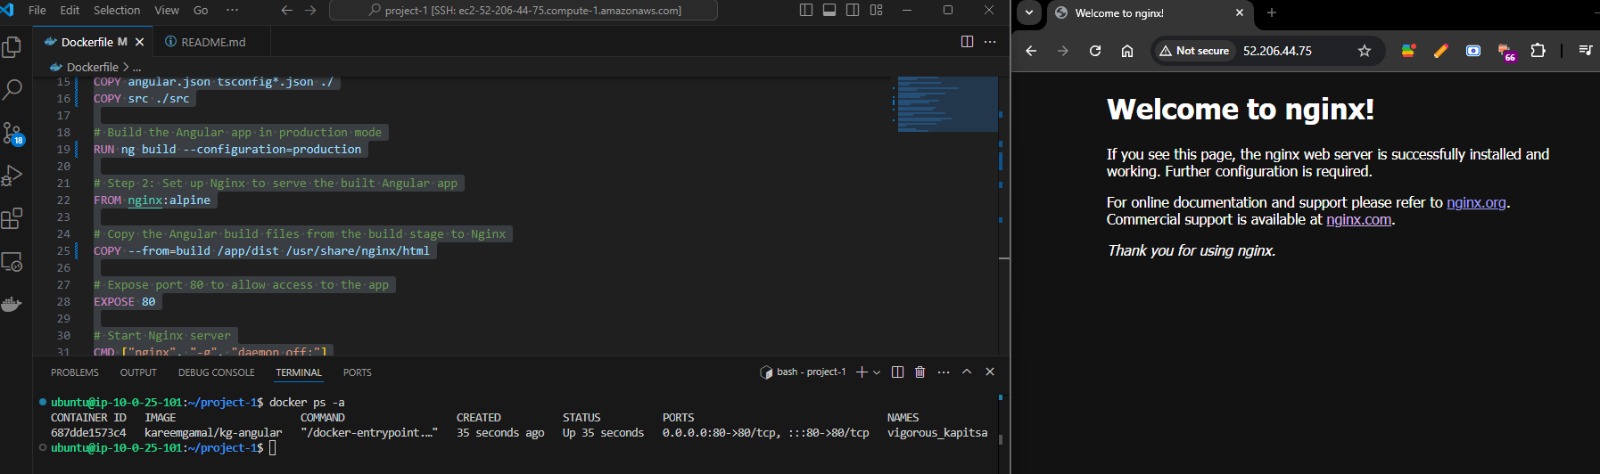 File Edit Selection View Go ··· project-1 [SSH: ec2-52-206-44-75.compute-1.amazonaws.com]
Dockerfile M README.md
Dockerfile > ...
15 COPY angular.json tsconfig*.json ./
16 COPY src ./src
17
18 # Build the Angular app in production mode
19 RUN ng build --configuration=production
20
21 # Step 2: Set up Nginx to serve the built Angular app
22 FROM nginx:alpine
23
24 # Copy the Angular build files from the build stage to Nginx
25 COPY --from=build /app/dist /usr/share/nginx/html
26
27 # Expose port 80 to allow access to the app
28 EXPOSE 80
29
30 # Start Nginx server
31 CMD ["nginx", "-g", "daemon off;"]
18
PROBLEMS OUTPUT DEBUG CONSOLE TERMINAL PORTS bash - project-1
ubuntu@ip-10-0-25-101:~/project-1$ docker ps -a
CONTAINER ID IMAGE COMMAND CREATED STATUS PORTS NAMES
687dde1573c4 kareemgamal/kg-angular "/docker-entrypoint.…" 35 seconds ago Up 35 seconds 0.0.0.0:80->80/tcp, :::80->80/tcp vigorous_kapitsa
ubuntu@ip-10-0-25-101:~/project-1$
Welcome to nginx!
Not secure 52.206.44.75
66
Welcome to nginx!
If you see this page, the nginx web server is successfully installed and
working. Further configuration is required.
For online documentation and support please refer to nginx.org.
Commercial support is available at nginx.com.
Thank you for using nginx.